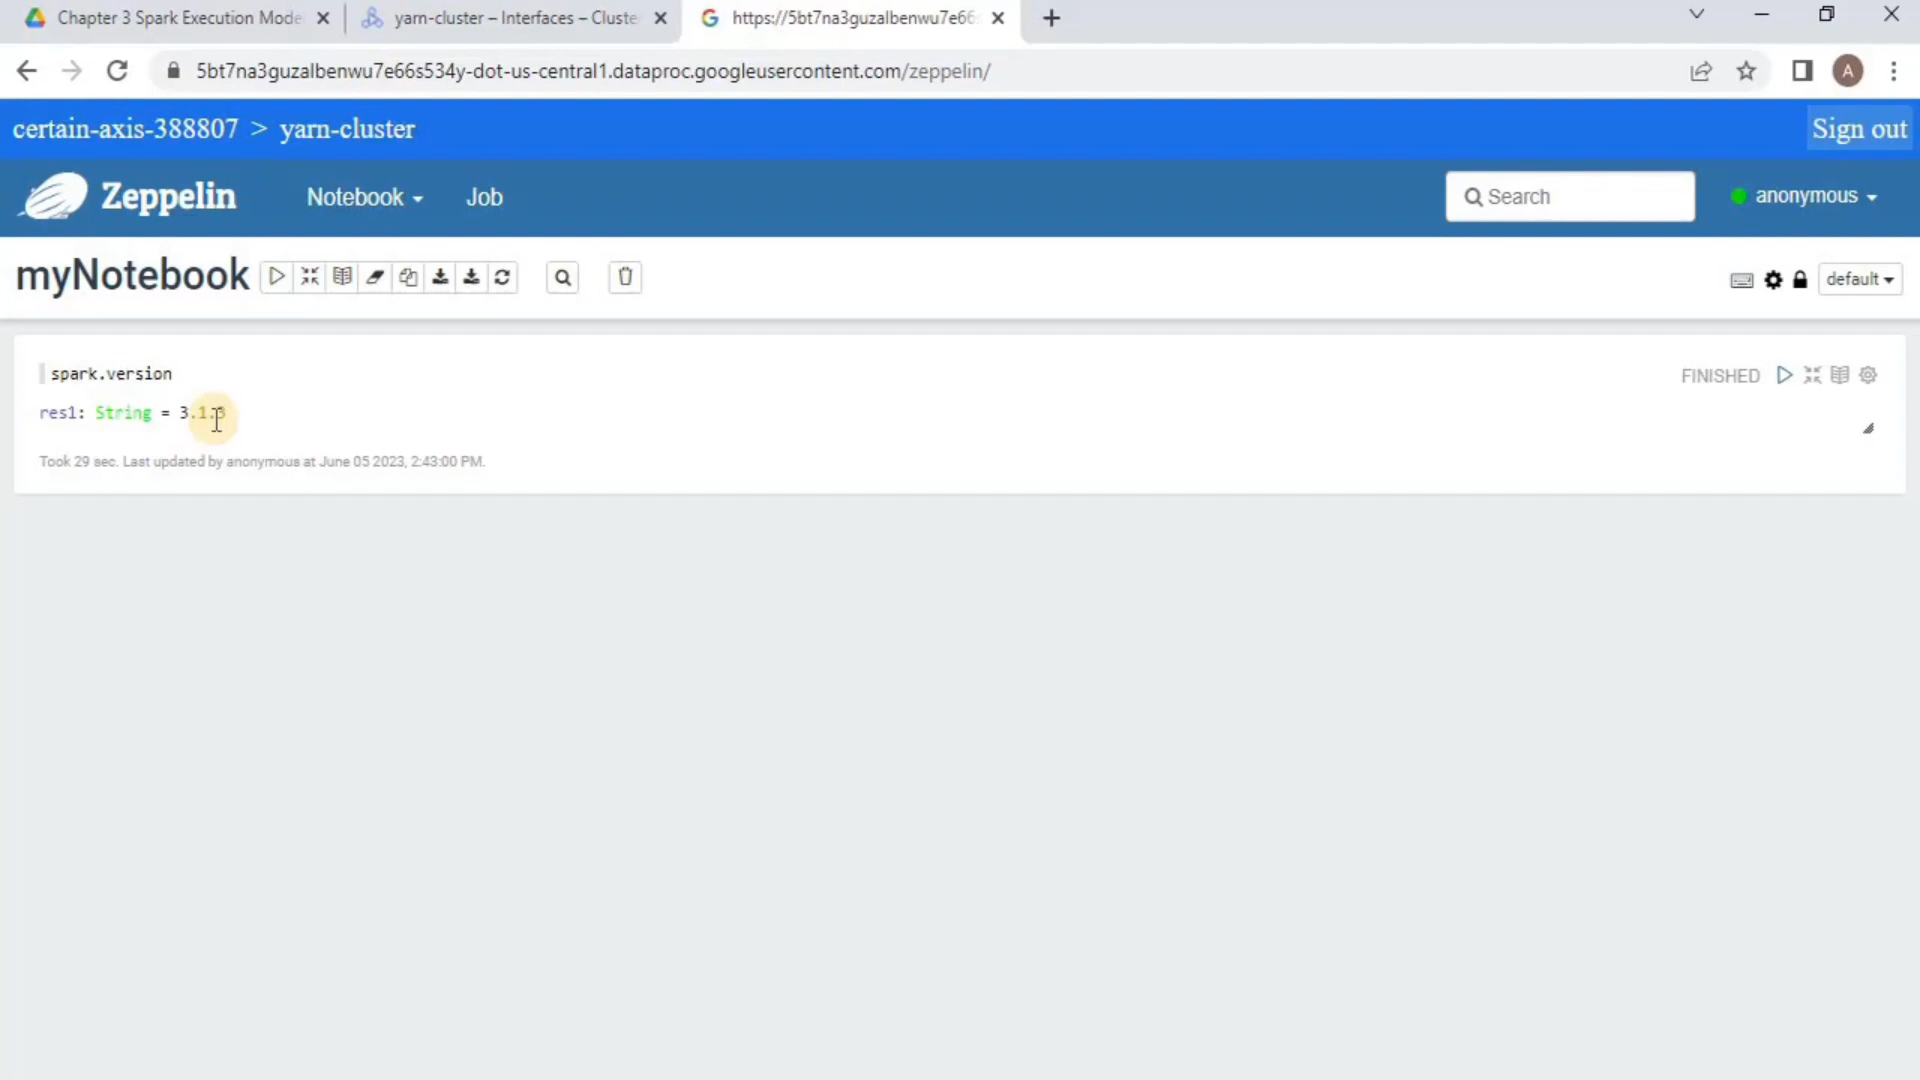 Chapter 3 Spark Execution Mode
yarn-cluster – Interfaces – Cluste
https://5bt7na3guzalbenwu7e66
5bt7na3guzalbenwu7e66s534y-dot-us-central1.dataproc.googleusercontent.com/zeppelin/
A
certain-axis-388807 > yarn-cluster
Sign out
Zeppelin
Notebook
Job
Search
anonymous
myNotebook
default
spark.version
FINISHED
res1: String = 3.1.3
Took 29 sec. Last updated by anonymous at June 05 2023, 2:43:00 PM.